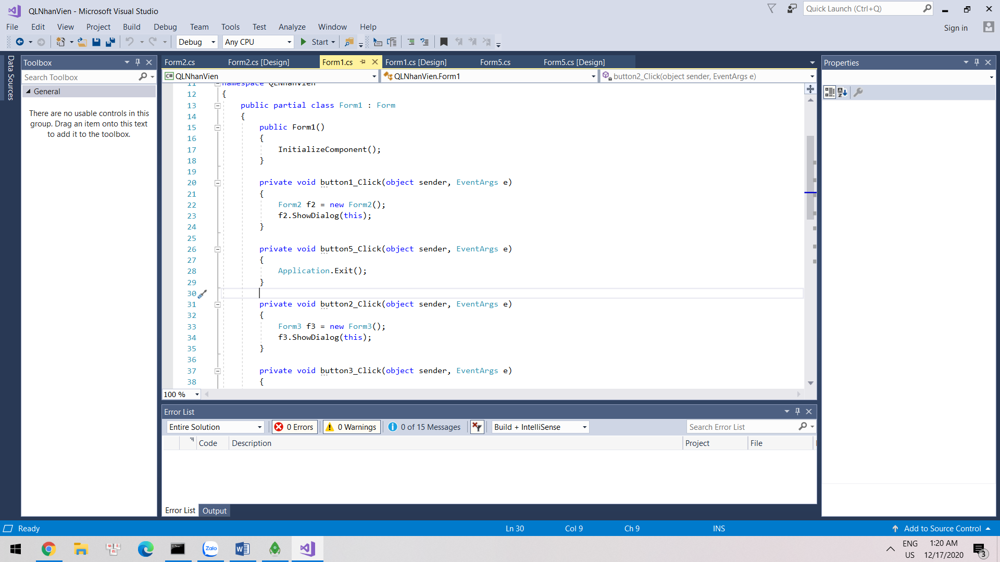 QLNhanVien - Microsoft Visual Studio
Quick Launch (Ctrl+Q)
File Edit View Project Build Debug Team Tools Test Analyze Window Help
Sign in
Debug Any CPU Start
Data Sources
Toolbox
Search Toolbox
General
There are no usable controls in this
group. Drag an item onto this text
to add it to the toolbox.
Form2.cs Form2.cs [Design] Form1.cs Form1.cs [Design] Form5.cs Form5.cs [Design]
C# QLNhanVien QLNhanVien.Form1 button2_Click(object sender, EventArgs e)
11 namespace QLNhanVien
12 {
13 public partial class Form1 : Form
14 {
15 public Form1()
16 {
17 InitializeComponent();
18 }
19
20 private void button1_Click(object sender, EventArgs e)
21 {
22 Form2 f2 = new Form2();
23 f2.ShowDialog(this);
24 }
25
26 private void button5_Click(object sender, EventArgs e)
27 {
28 Application.Exit();
29 }
30
31 private void button2_Click(object sender, EventArgs e)
32 {
33 Form3 f3 = new Form3();
34 f3.ShowDialog(this);
35 }
36
37 private void button3_Click(object sender, EventArgs e)
38 {
100 %
Properties
Error List
Entire Solution 0 Errors 0 Warnings 0 of 15 Messages Build + IntelliSense Search Error List
Code Description Project File
Error List Output
Ready Ln 30 Col 9 Ch 9 INS Add to Source Control
Zalo
ENG 1:20 AM
US 12/17/2020 3